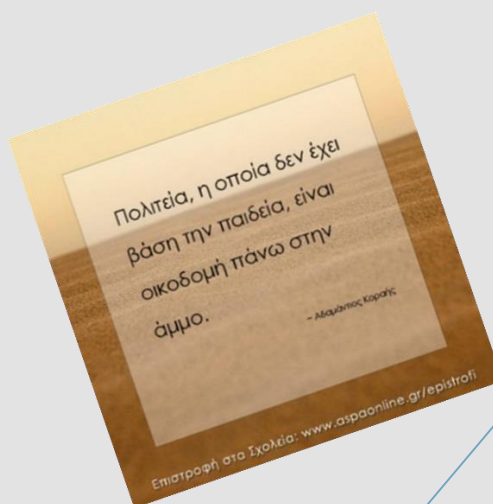 Πολιτεία, η οποία δεν έχει
βάση την παιδεία, είναι
οικοδομή πάνω στην
άμμο.
– Αδαμάντιος Κοραής
Επιστροφή στα Σχολεία: www.aspaonline.gr/epistrofi